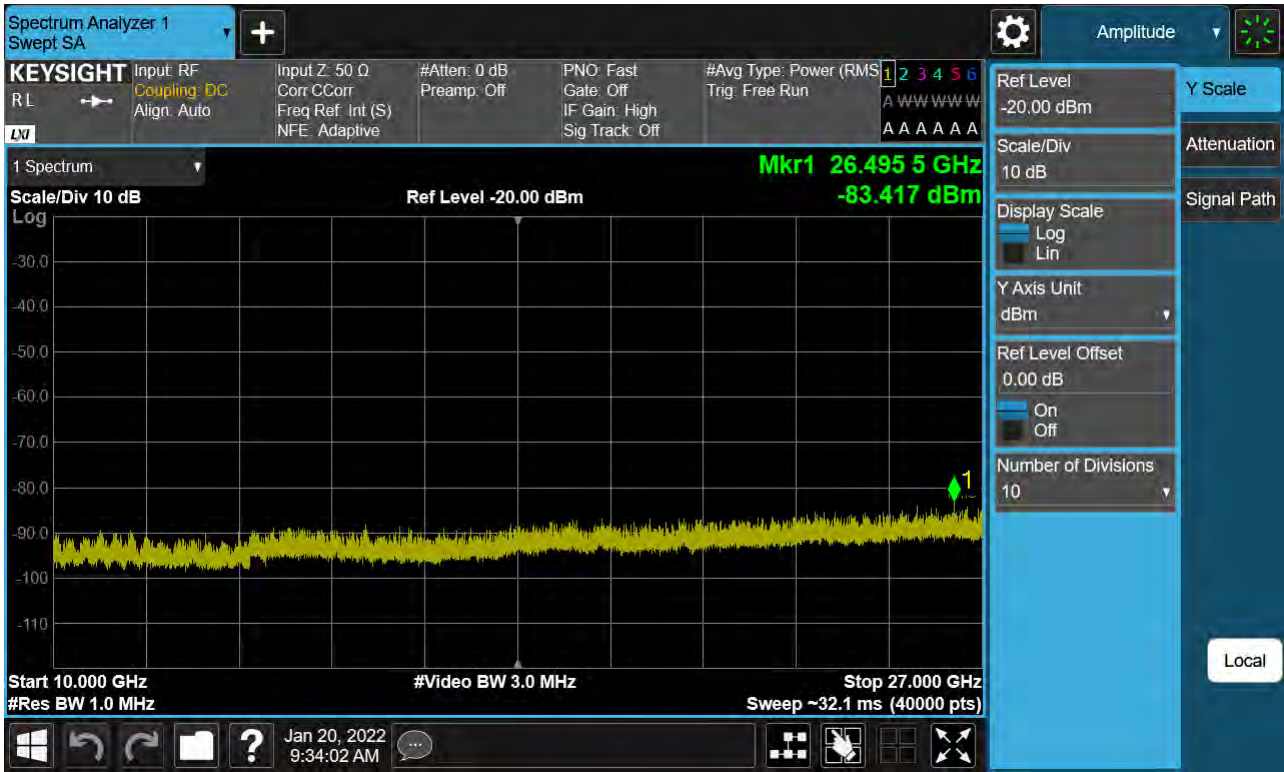 Spectrum Analyzer 1
Swept SA
+
Amplitude
KEYSIGHT
RL
LXI
Input: RF
Coupling: DC
Align: Auto
Input Z: 50 Ω
Corr CCorr
Freq Ref: Int (S)
NFE: Adaptive
#Atten: 0 dB
Preamp: Off
PNO: Fast
Gate: Off
IF Gain: High
Sig Track: Off
#Avg Type: Power (RMS
Trig: Free Run
1 2 3 4 5 6
A W W W W W
A A A A A A
1 Spectrum
Mkr1 26.495 5 GHz
-83.417 dBm
Scale/Div 10 dB
Ref Level -20.00 dBm
Log
-30.0
-40.0
-50.0
-60.0
-70.0
-80.0
-90.0
-100
-110
1
Start 10.000 GHz
#Video BW 3.0 MHz
Stop 27.000 GHz
#Res BW 1.0 MHz
Sweep ~32.1 ms (40000 pts)
Ref Level
-20.00 dBm
Scale/Div
10 dB
Display Scale
Log
Lin
Y Axis Unit
dBm
Ref Level Offset
0.00 dB
On
Off
Number of Divisions
10
Y Scale
Attenuation
Signal Path
Local
?
Jan 20, 2022
9:34:02 AM